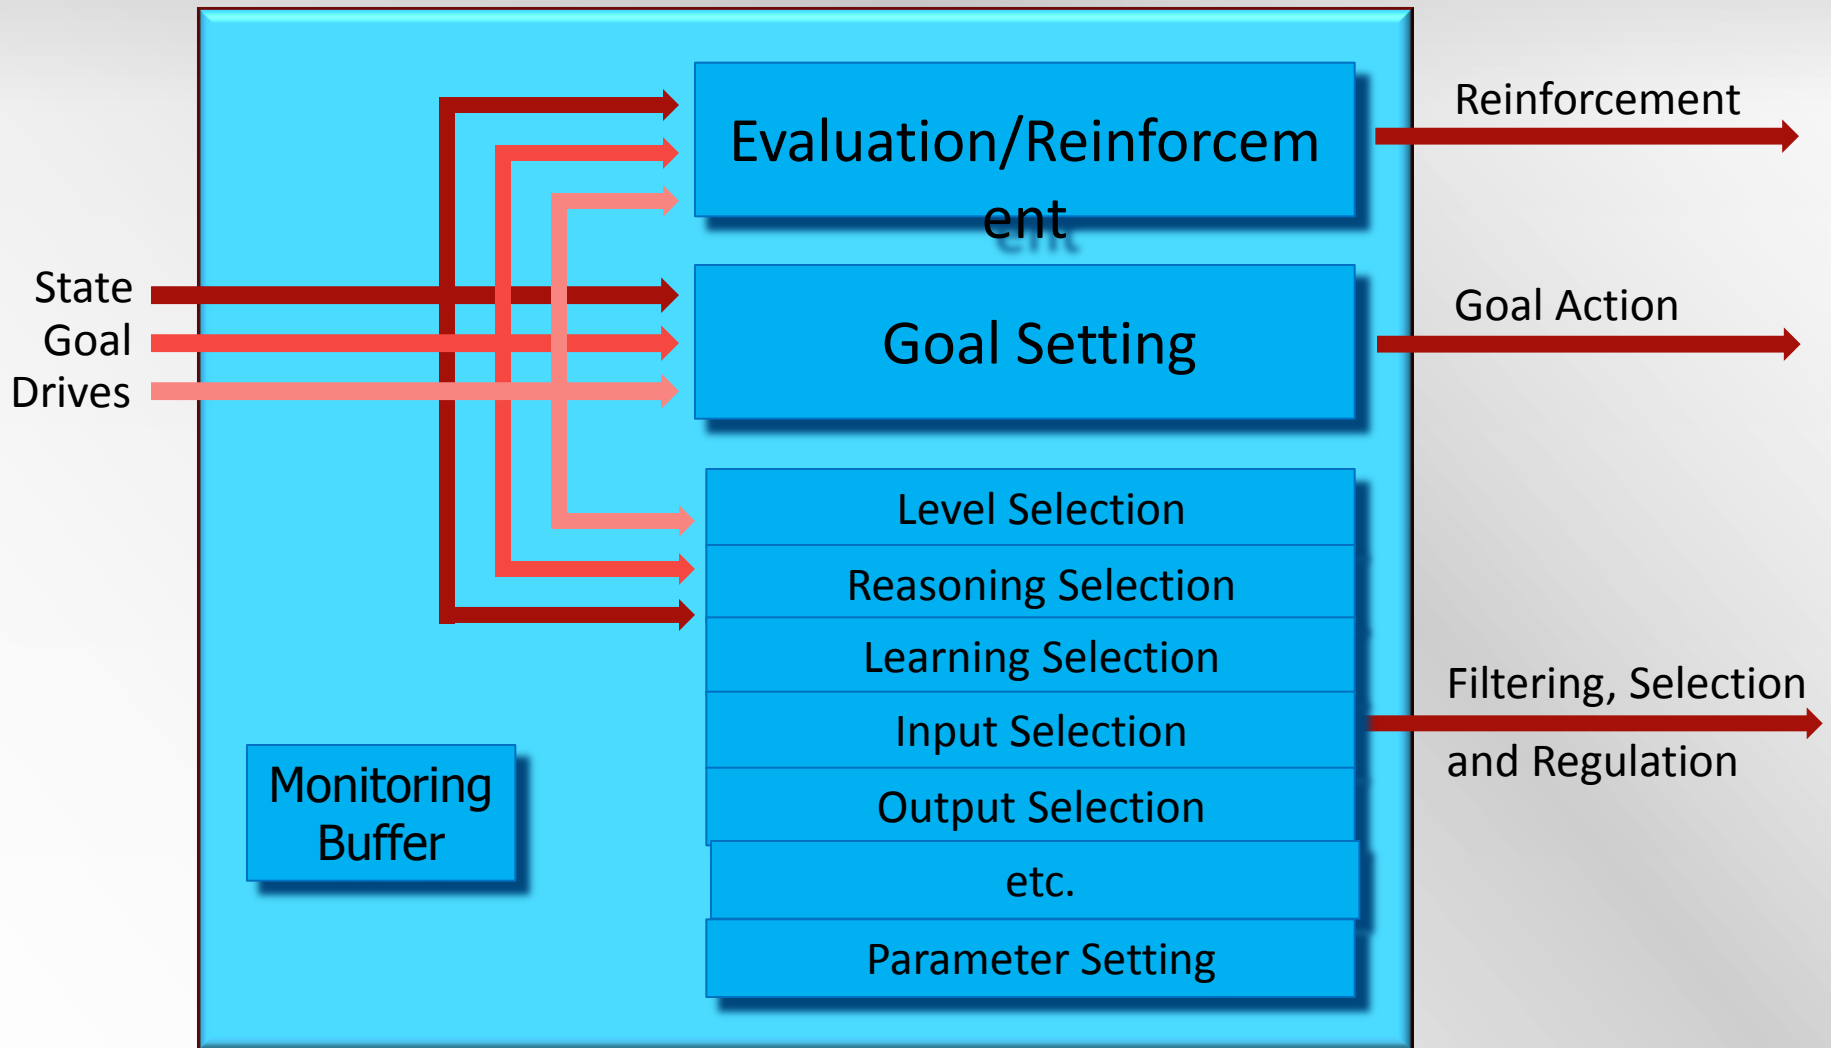 Evaluation/Reinforcem
ent
Reinforcement
State
Goal
Drives
Goal Setting
Goal Action
Level Selection
Reasoning Selection
Learning Selection
Input Selection
Output Selection
etc.
Parameter Setting
Filtering, Selection
and Regulation
Monitoring
Buffer